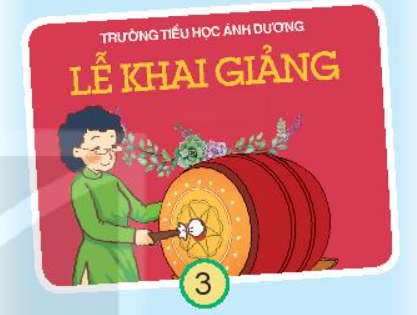 TRƯỜNG TIỂU HỌC ÁNH DƯƠNG
LỄ KHAI GIẢNG
3